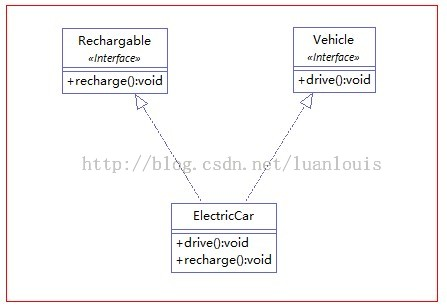 Rechargable
«Interface»
+recharge():void
Vehicle
«Interface»
+drive():void
http://blog.csdn.net/luanlouis
ElectricCar
+drive():void
+recharge():void